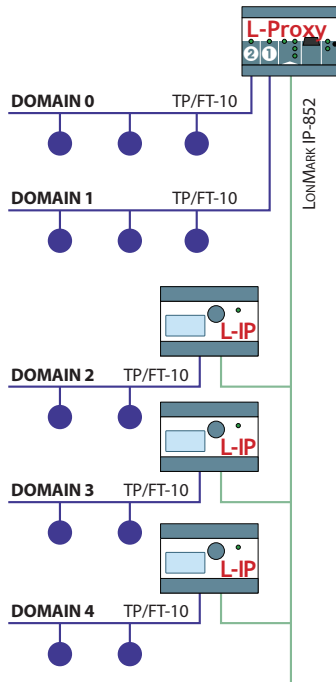 L-Proxy
2 1
DOMAIN 0 TP/FT-10
LONMARK IP-852
DOMAIN 1 TP/FT-10
L-IP
DOMAIN 2 TP/FT-10
L-IP
DOMAIN 3 TP/FT-10
L-IP
DOMAIN 4 TP/FT-10